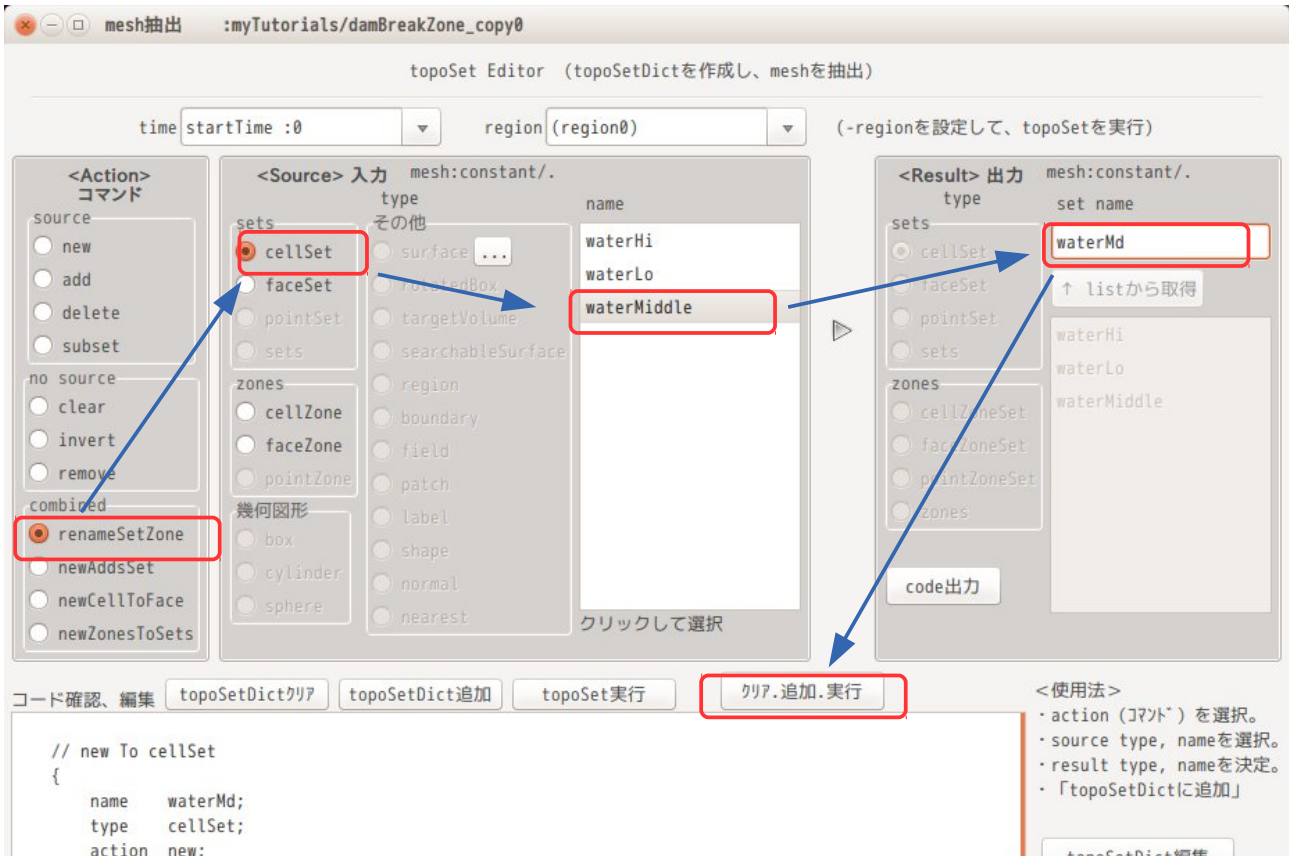 mesh抽出 :myTutorials/damBreakZone_copy0
topoSet Editor （topoSetDictを作成し、meshを抽出）
time startTime :0 region (region0) (-regionを設定して、topoSetを実行)
<Action>
コマンド
source
new
add
delete
subset
no source
clear
invert
remove
combined
renameSetZone
newAddsSet
newCellToFace
newZonesToSets
<Source> 入力 mesh:constant/.
type
name
sets
cellSet
faceSet
pointSet
sets
zones
cellZone
faceZone
pointZone
幾何図形
box
cylinder
sphere
その他
surface ...
rotatedBox
targetVolume
searchableSurface
region
boundary
field
patch
label
shape
normal
nearest
waterHi
waterLo
waterMiddle
クリックして選択
<Result> 出力 mesh:constant/.
type
set name
sets
cellSet
faceSet
pointSet
sets
zones
cellZoneSet
faceZoneSet
pointZoneSet
zones
code出力
waterMd
↑ listから取得
waterHi
waterLo
waterMiddle
コード確認、編集 topoSetDictｸﾘｱ topoSetDict追加 topoSet実行 ｸﾘｱ.追加.実行
// new To cellSet
{
name waterMd;
type cellSet;
action new;
<使用法>
・action (ｺﾏﾝﾄﾞ) を選択。
・source type, nameを選択。
・result type, nameを決定。
・「topoSetDictに追加」
topoSetDict編集